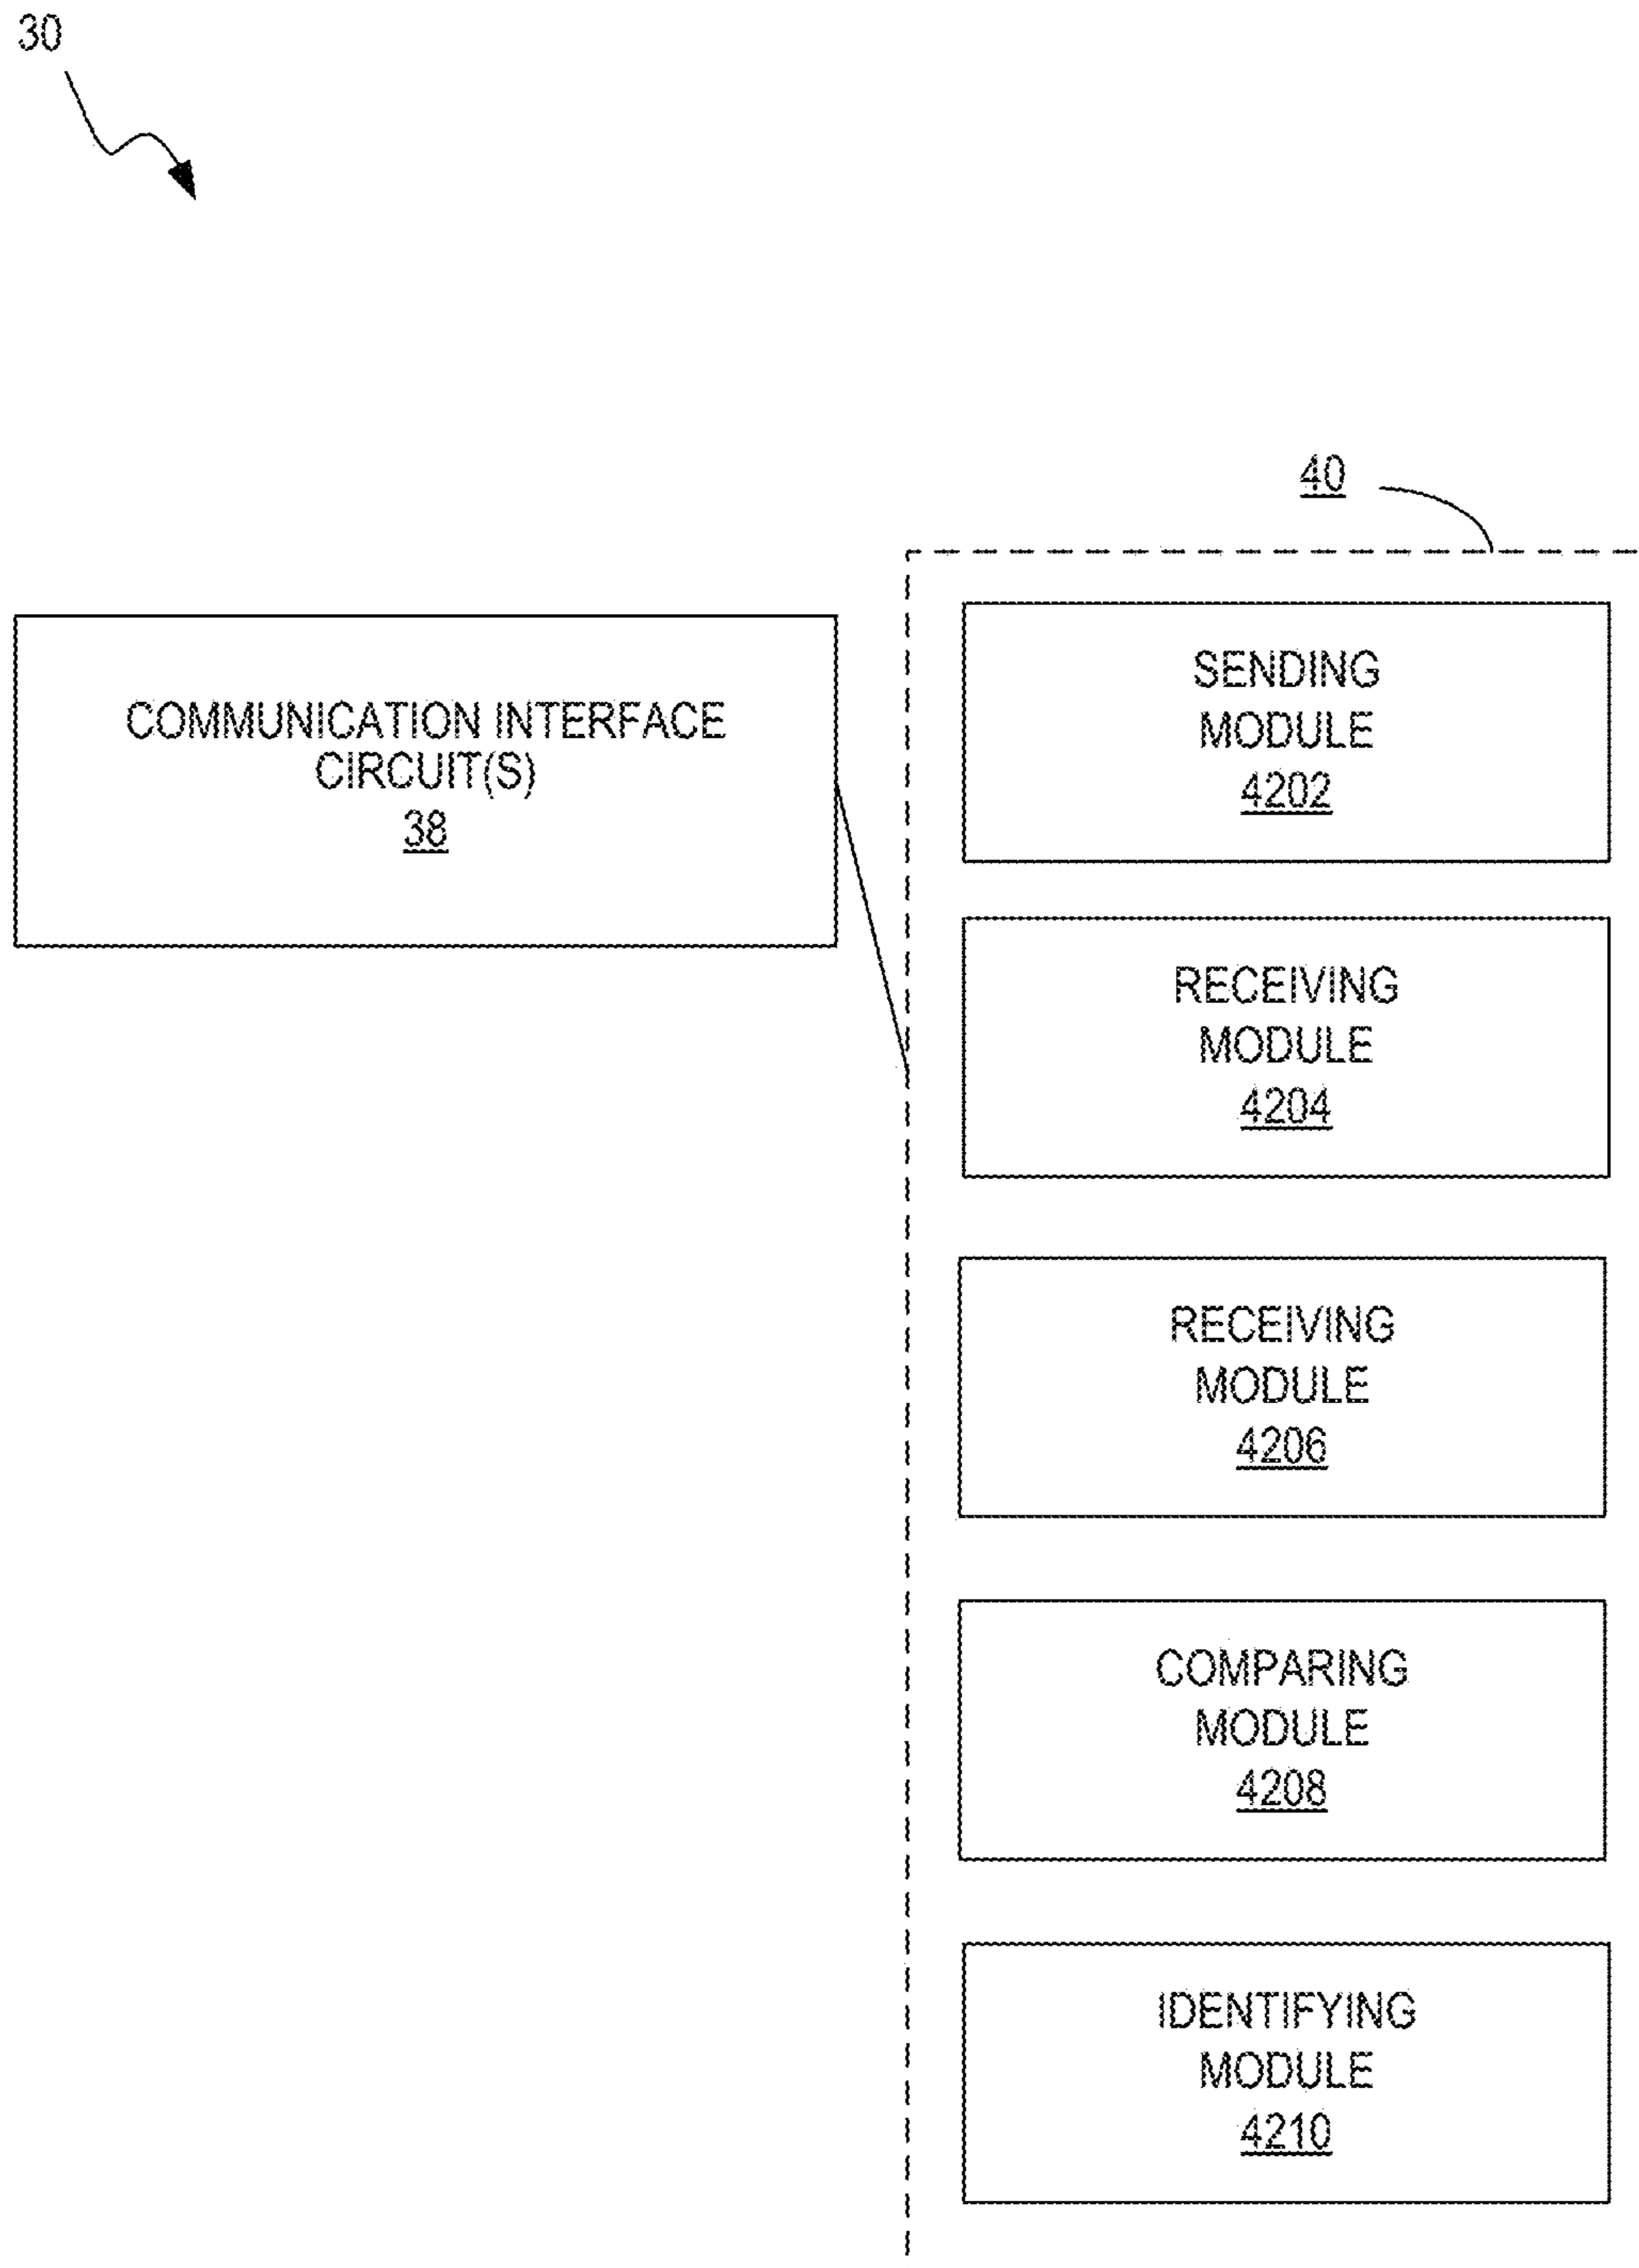 30
40
COMMUNICATION INTERFACE
CIRCUIT(S)
38
SENDING
MODULE
4202
RECEIVING
MODULE
4204
RECEIVING
MODULE
4206
COMPARING
MODULE
4208
IDENTIFYING
MODULE
4210